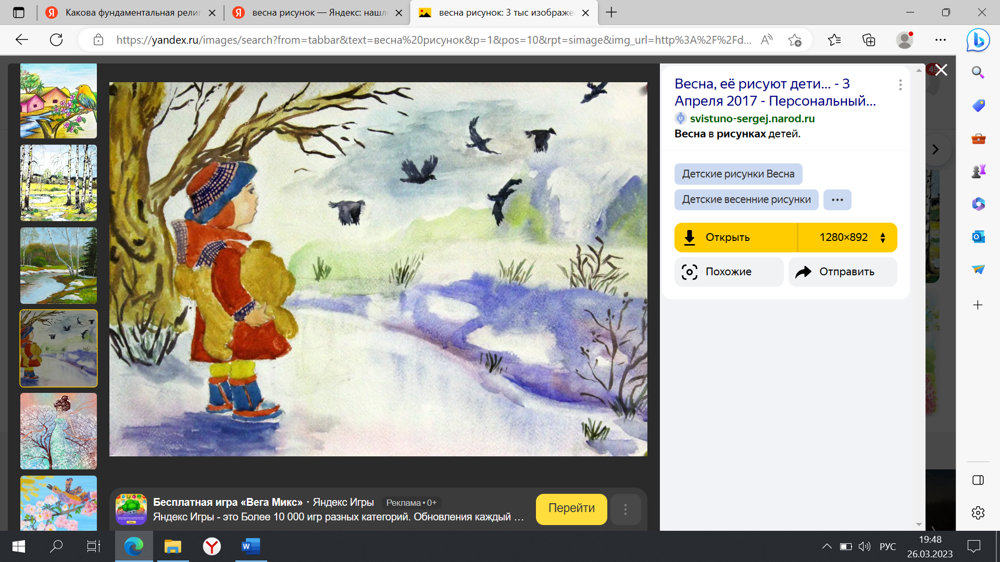 Какова фундаментальная религ
весна рисунок — Яндекс: нашло
весна рисунок: 3 тыс изображе
https://yandex.ru/images/search?from=tabbar&text=весна%20рисунок&p=1&pos=10&rpt=simage&img_url=http%3A%2F%2Fd...
49
Весна, её рисуют дети... - 3
Апреля 2017 - Персональный...
svistuno-sergej.narod.ru
Весна в рисунках детей.
Детские рисунки Весна
Детские весенние рисунки
Открыть
1280×892
Похожие
Отправить
Бесплатная игра «Вега Микс» · Яндекс Игры Реклама • 0+
Яндекс Игры - это Более 10 000 игр разных категорий. Обновления каждый ...
Перейти
РУС
19:48
26.03.2023